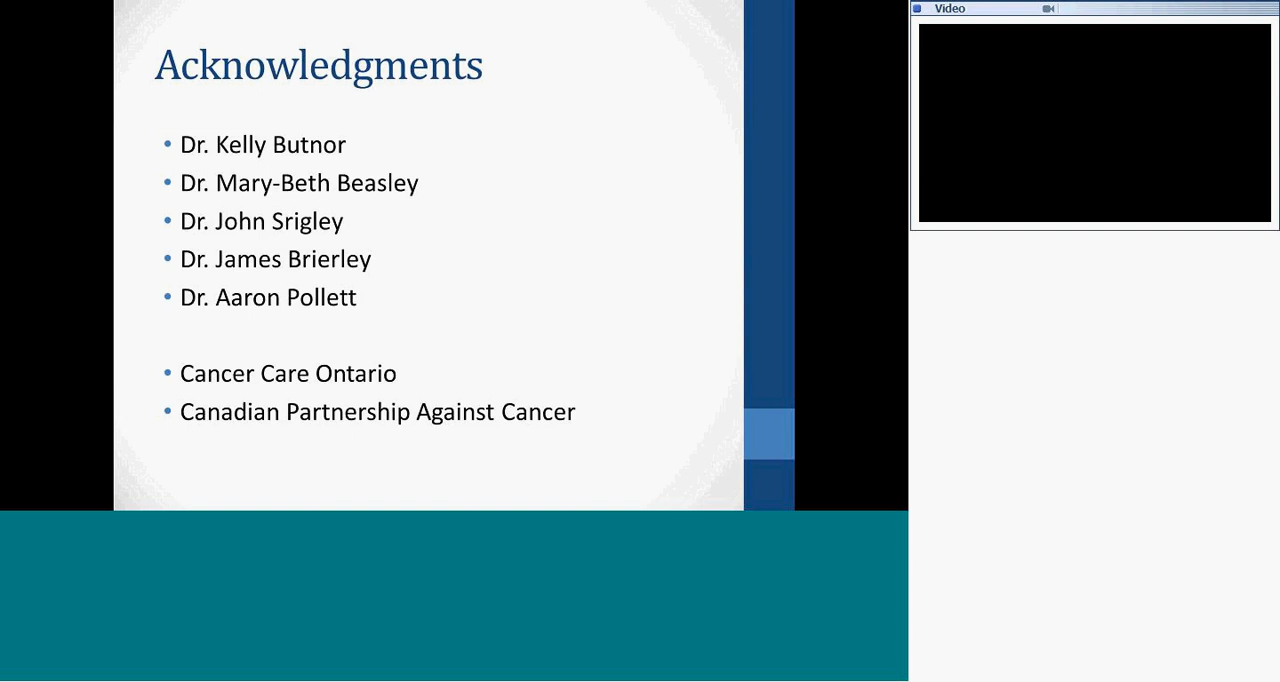 Acknowledgments
• Dr. Kelly Butnor
• Dr. Mary-Beth Beasley
• Dr. John Srigley
• Dr. James Brierley
• Dr. Aaron Pollett
• Cancer Care Ontario
• Canadian Partnership Against Cancer
Video